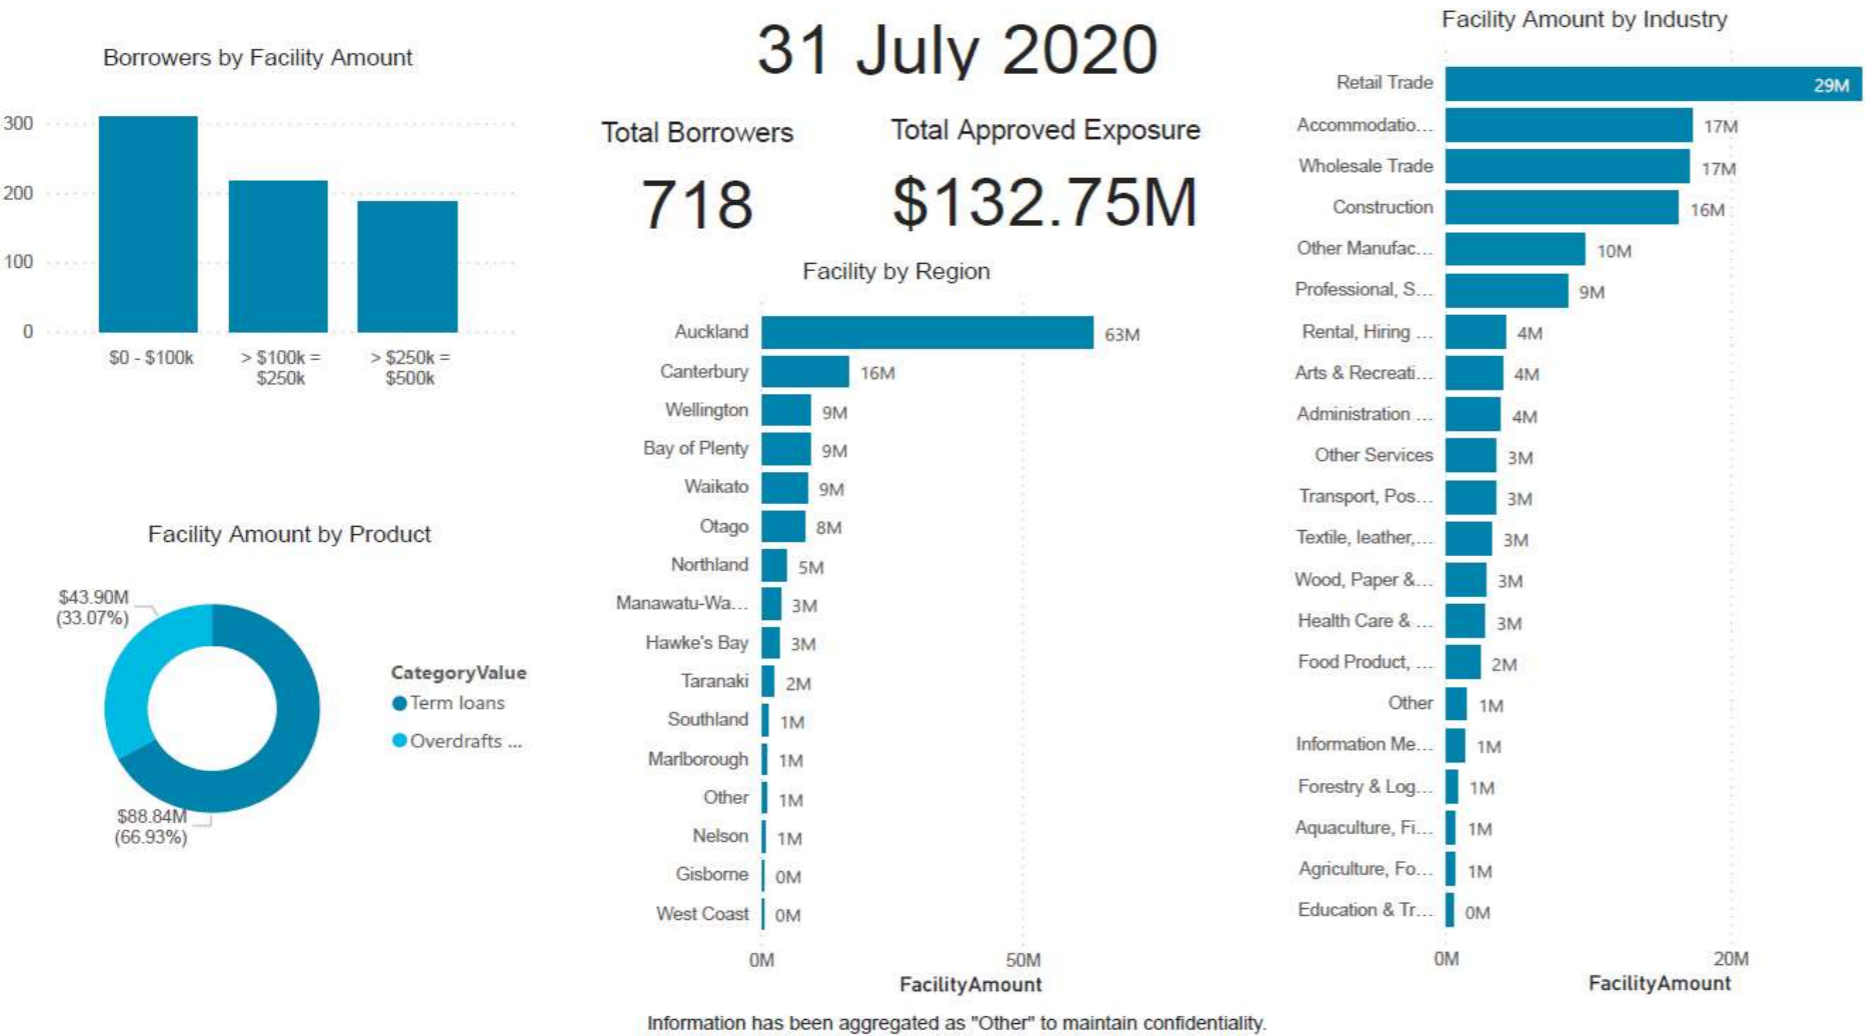 31 July 2020
Total Borrowers
718
Total Approved Exposure
$132.75M
Borrowers by Facility Amount
300
200
100
0
$0 - $100k
> $100k =
$250k
> $250k =
$500k
Facility Amount by Product
$43.90M
(33.07%)
$88.84M
(66.93%)
CategoryValue
Term loans
Overdrafts ...
Facility by Region
Auckland 63M
Canterbury 16M
Wellington 9M
Bay of Plenty 9M
Waikato 9M
Otago 8M
Northland 5M
Manawatu-Wa... 3M
Hawke's Bay 3M
Taranaki 2M
Southland 1M
Marlborough 1M
Other 1M
Nelson 1M
Gisborne 0M
West Coast 0M
0M 50M
FacilityAmount
Facility Amount by Industry
Retail Trade 29M
Accommodatio... 17M
Wholesale Trade 17M
Construction 16M
Other Manufac... 10M
Professional, S... 9M
Rental, Hiring ... 4M
Arts & Recreati... 4M
Administration ... 4M
Other Services 3M
Transport, Pos... 3M
Textile, leather,... 3M
Wood, Paper &... 3M
Health Care & ... 3M
Food Product, ... 2M
Other 1M
Information Me... 1M
Forestry & Log... 1M
Aquaculture, Fi... 1M
Agriculture, Fo... 1M
Education & Tr... 0M
0M 20M
FacilityAmount
Information has been aggregated as "Other" to maintain confidentiality.